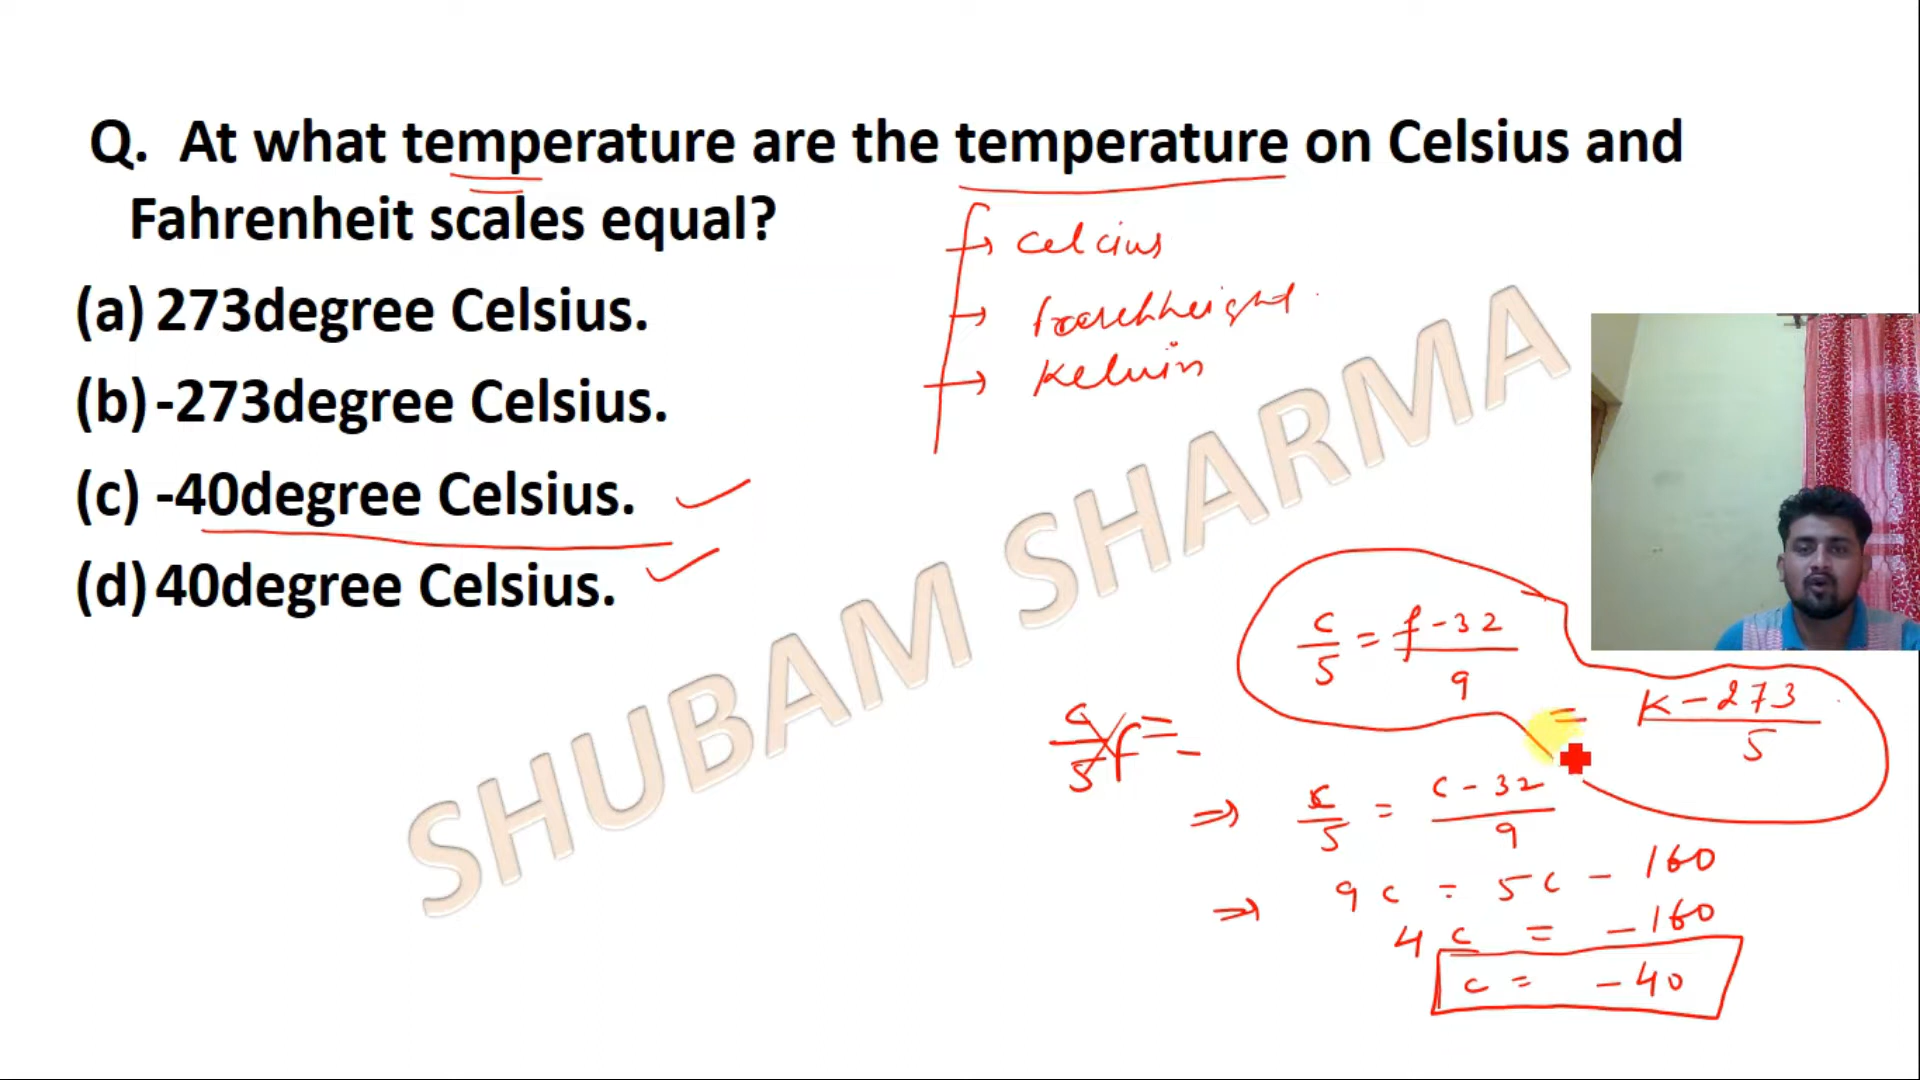 Q. At what temperature are the temperature on Celsius and
Fahrenheit scales equal?
(a) 273degree Celsius.
(b) -273degree Celsius.
(c) -40degree Celsius.
(d) 40degree Celsius.
celcius
Kelvin
SHUBAM SHARMA
c/5 = f-32/9 = K-273/5
c/5 f = -
⇒ c/5 = c-32/9
⇒ 9c = 5c - 160
4c = -160
c = -40